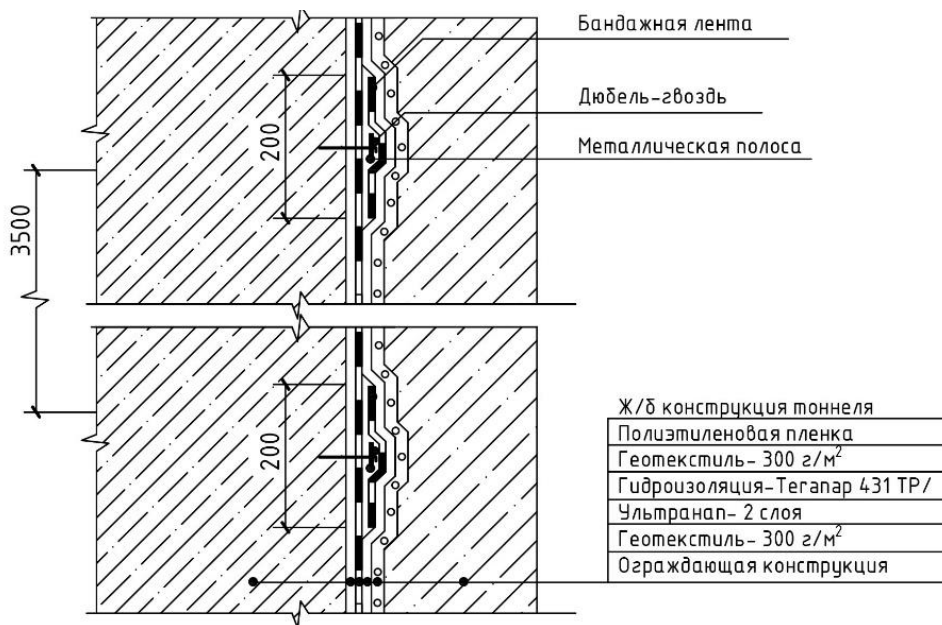 Бандажная лента
Дюбель-гвоздь
Металлическая полоса
200
3500
200
Ж/б конструкция тоннеля
Полиэтиленовая пленка
Геотекстиль- 300 г/м²
Гидроизоляция-Тегапар 431 ТР/
Ультранап- 2 слоя
Геотекстиль- 300 г/м²
Ограждающая конструкция